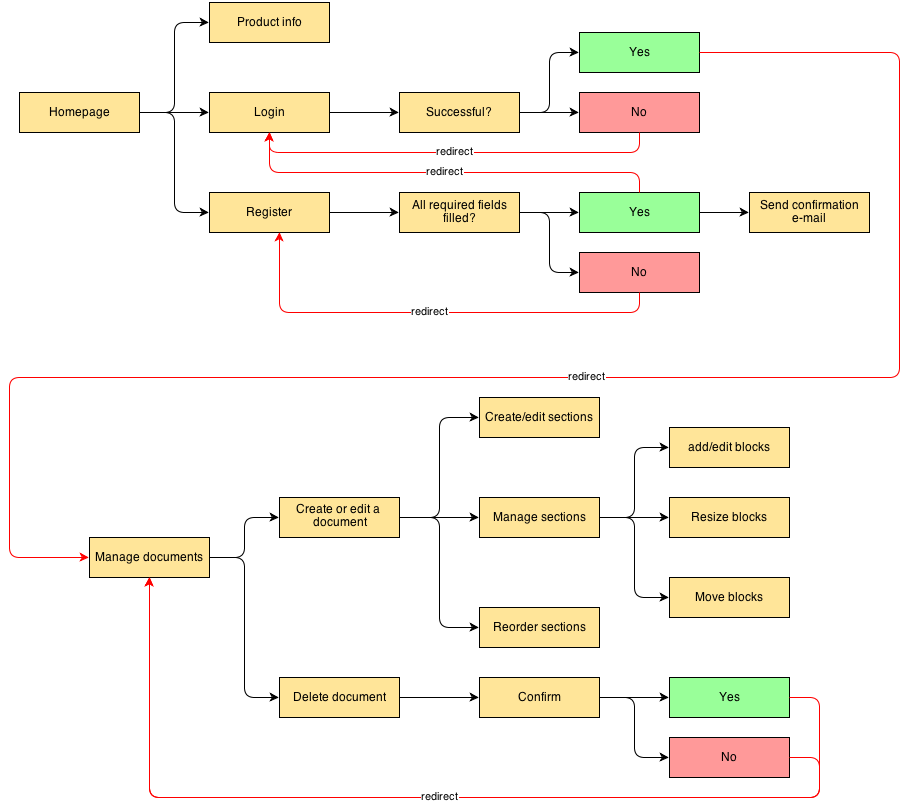 Product info
Homepage
Login
Successful?
Yes
No
redirect
redirect
Register
All required fields
filled?
Yes
Send confirmation
e-mail
No
redirect
redirect
Create/edit sections
add/edit blocks
Create or edit a
document
Manage sections
Resize blocks
Manage documents
Move blocks
Reorder sections
Delete document
Confirm
Yes
No
redirect